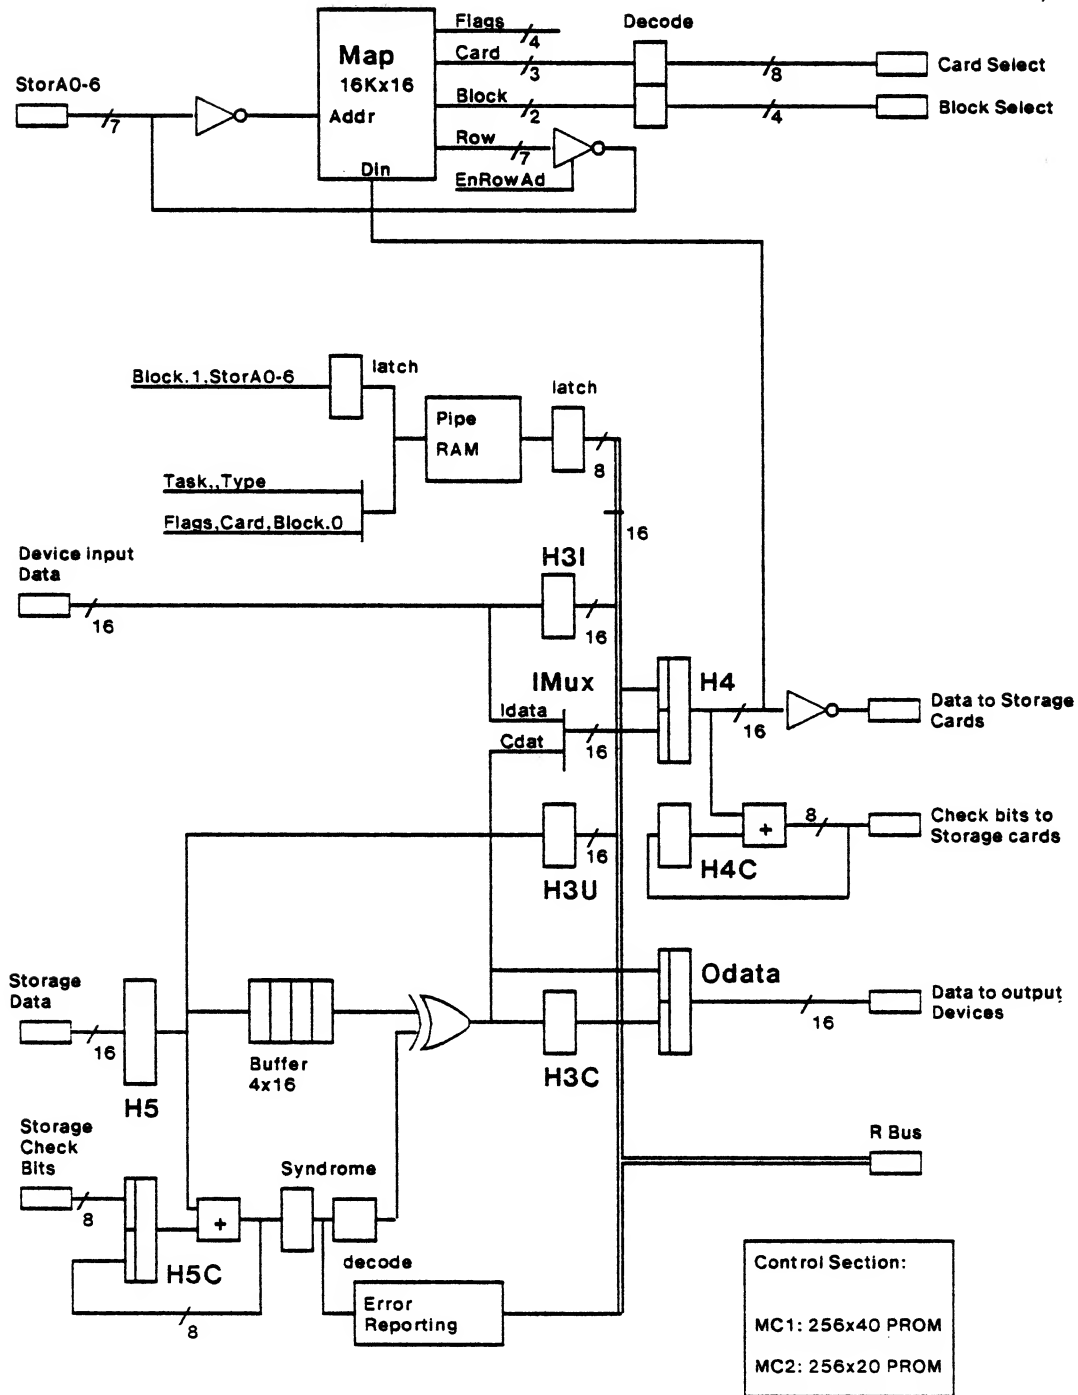 Flags
4
Decode
Map
16Kx16
Card
3
8
Card Select
StorA0-6
7
Addr
Block
2
4
Block Select
Row
7
Din
EnRowAd
Block.1,StorA0-6
latch
latch
Pipe
RAM
8
Task,,Type
Flags,Card,Block.0
16
Device input
Data
16
H3I
16
IMux
H4
Idata
Cdat
16
16
Data to Storage
Cards
8
Check bits to
Storage cards
+
H4C
16
H3U
Storage
Data
16
H5
Buffer
4x16
H3C
Odata
16
Data to output
Devices
Storage
Check
Bits
8
Syndrome
+
H5C
8
decode
Error
Reporting
R Bus
Control Section:
MC1: 256x40 PROM
MC2: 256x20 PROM